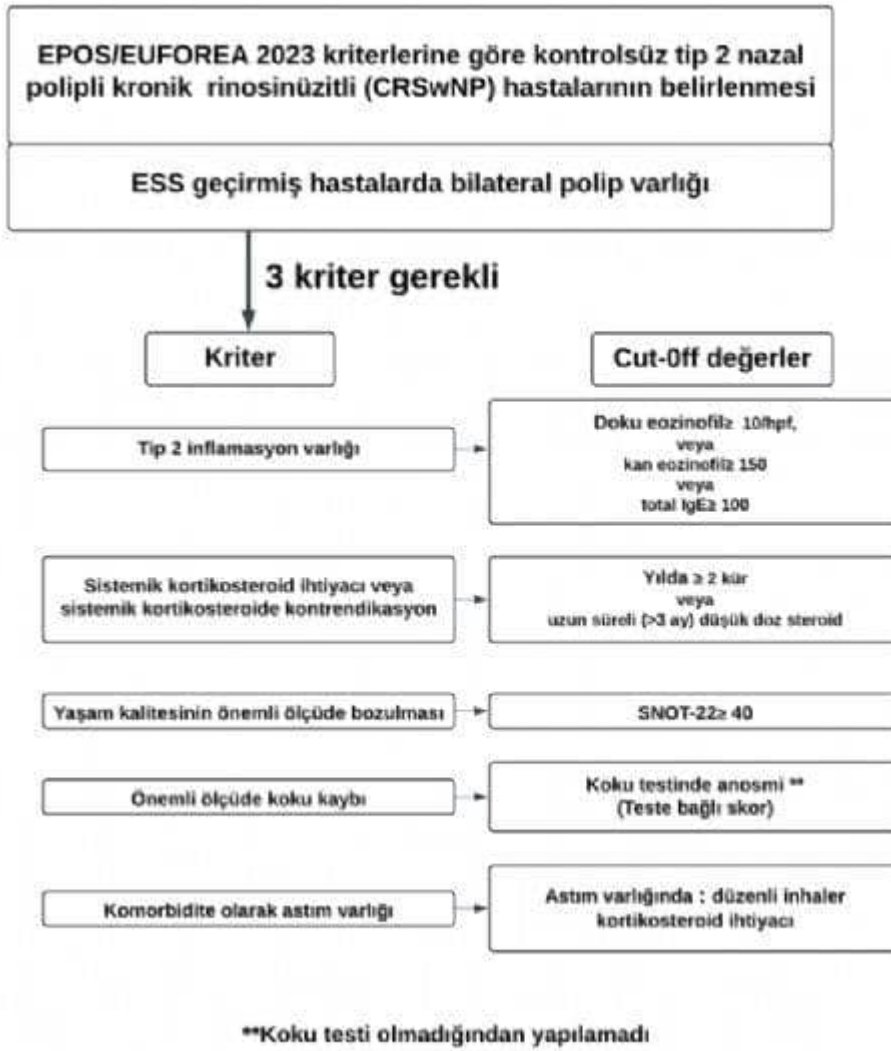 EPOS/EUFOREA 2023 kriterlerine göre kontrolsüz tip 2 nazal
polipli kronik rinosinüzitli (CRSwNP) hastalarının belirlenmesi
ESS geçirmiş hastalarda bilateral polip varlığı
3 kriter gerekli
Kriter
Cut-0ff değerler
Tip 2 inflamasyon varlığı
Doku eozinofil≥ 10/hpf,
veya
kan eozinofil≥ 150
veya
total IgE≥ 100
Sistemik kortikosteroid ihtiyacı veya
sistemik kortikosteroide kontrendikasyon
Yılda ≥ 2 kür
veya
uzun süreli (>3 ay) düşük doz steroid
Yaşam kalitesinin önemli ölçüde bozulması
SNOT-22≥ 40
Önemli ölçüde koku kaybı
Koku testinde anosmi **
(Teste bağlı skor)
Komorbidite olarak astım varlığı
Astım varlığında : düzenli inhaler
kortikosteroid ihtiyacı
**Koku testi olmadığından yapılamadı